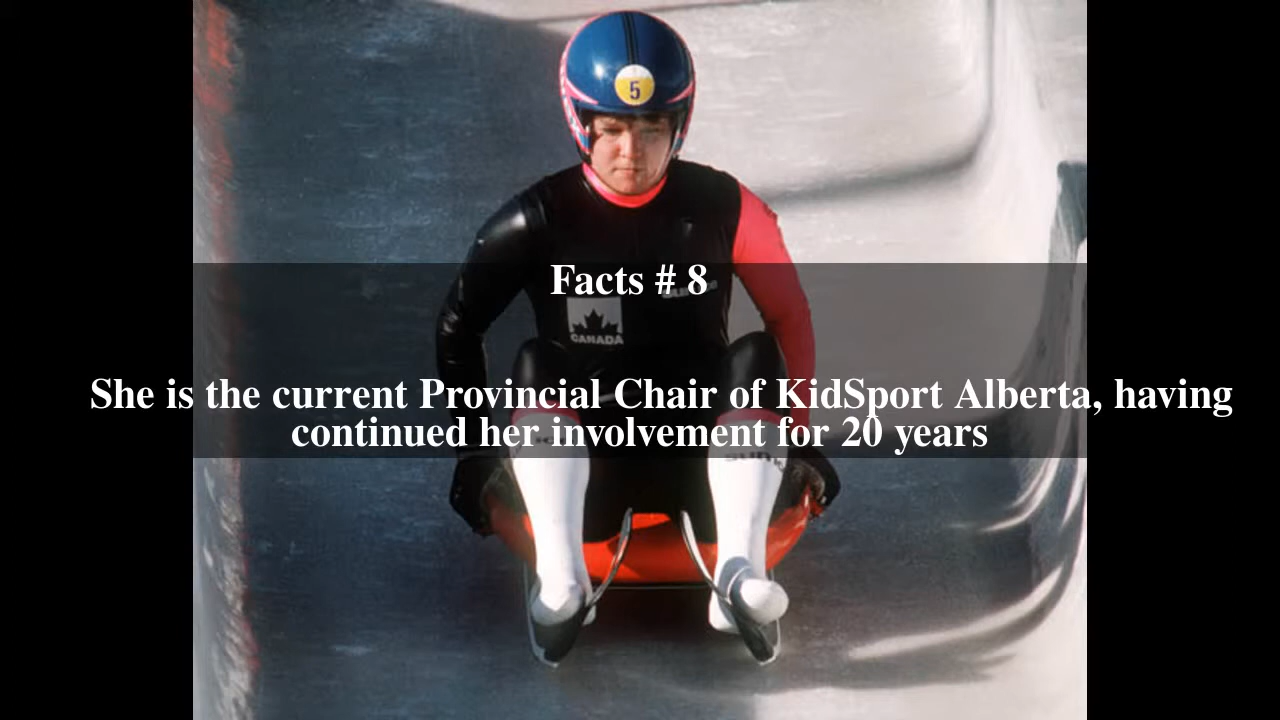 5
Facts # 8
CANADA
She is the current Provincial Chair of KidSport Alberta, having
continued her involvement for 20 years